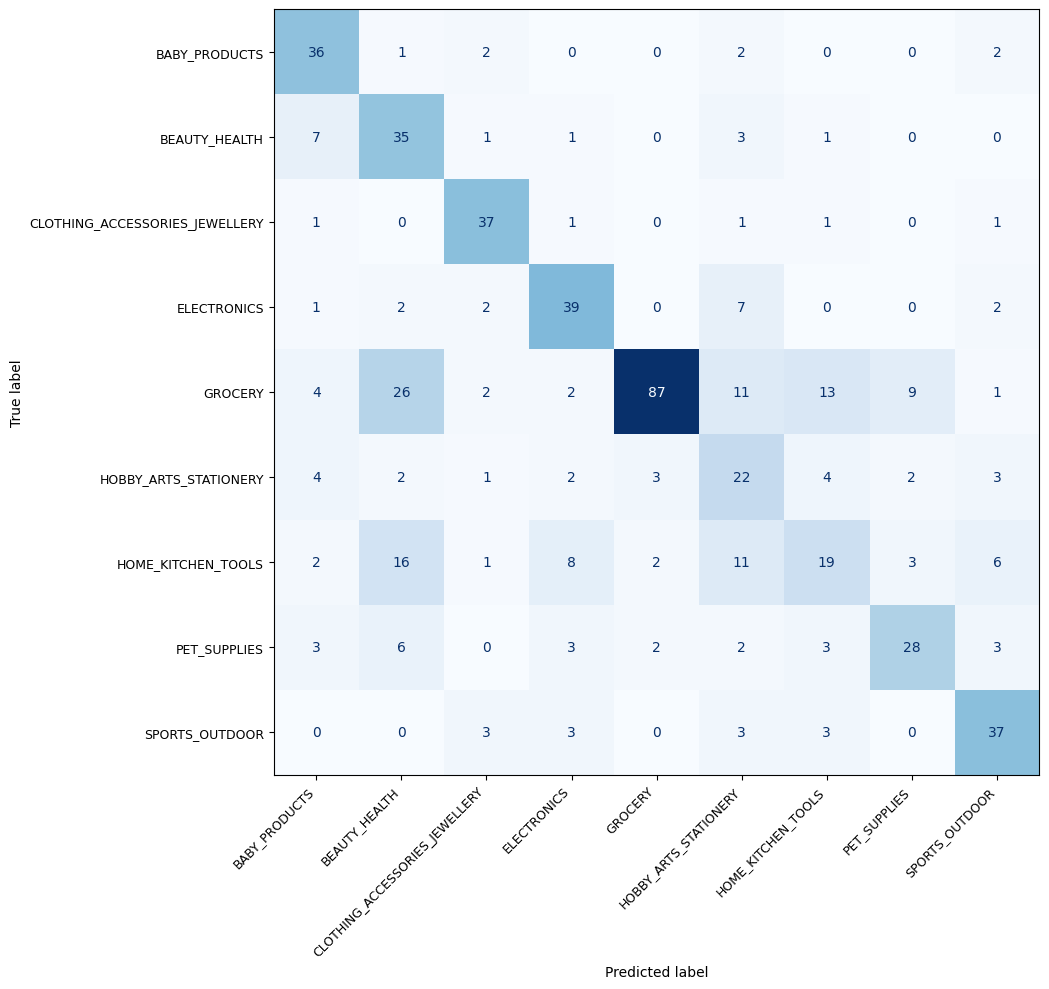 BABY_PRODUCTS 36 1 2 0 0 2 0 0 2
BEAUTY_HEALTH 7 35 1 1 0 3 1 0 0
CLOTHING_ACCESSORIES_JEWELLERY 1 0 37 1 0 1 1 0 1
ELECTRONICS 1 2 2 39 0 7 0 0 2
GROCERY 4 26 2 2 87 11 13 9 1
HOBBY_ARTS_STATIONERY 4 2 1 2 3 22 4 2 3
HOME_KITCHEN_TOOLS 2 16 1 8 2 11 19 3 6
PET_SUPPLIES 3 6 0 3 2 2 3 28 3
SPORTS_OUTDOOR 0 0 3 3 0 3 3 0 37
True label
BABY_PRODUCTS
BEAUTY_HEALTH
CLOTHING_ACCESSORIES_JEWELLERY
ELECTRONICS
GROCERY
HOBBY_ARTS_STATIONERY
HOME_KITCHEN_TOOLS
PET_SUPPLIES
SPORTS_OUTDOOR
Predicted label